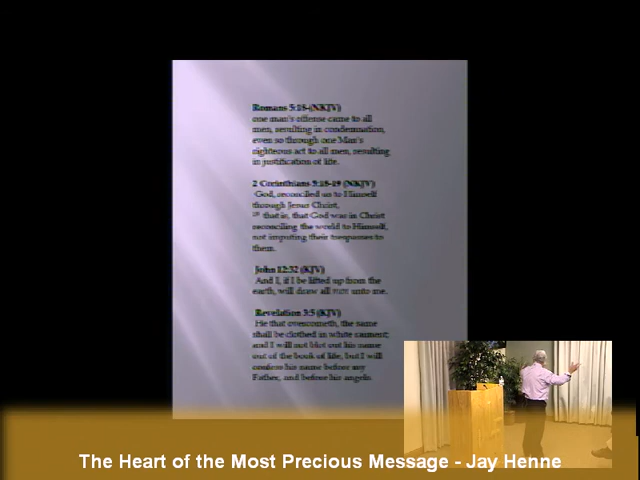 Romans 5:18-(NKJV)
one man's offense came to all
men, resulting in condemnation,
even so through one Man's
righteous act to all men, resulting
in justification of life.
2 Corinthians 5:18-19 (NKJV)
God, reconciled us to Himself
through Jesus Christ,
19 that is, that God was in Christ
reconciling the world to Himself,
not imputing their trespasses to
them.
John 12:32 (KJV)
And I, if I be lifted up from the
earth, will draw all men unto me.
Revelation 3:5 (KJV)
He that overcometh, the same
shall be clothed in white raiment;
and I will not blot out his name
out of the book of life, but I will
confess his name before my
Father, and before his angels.
The Heart of the Most Precious Message - Jay Henne